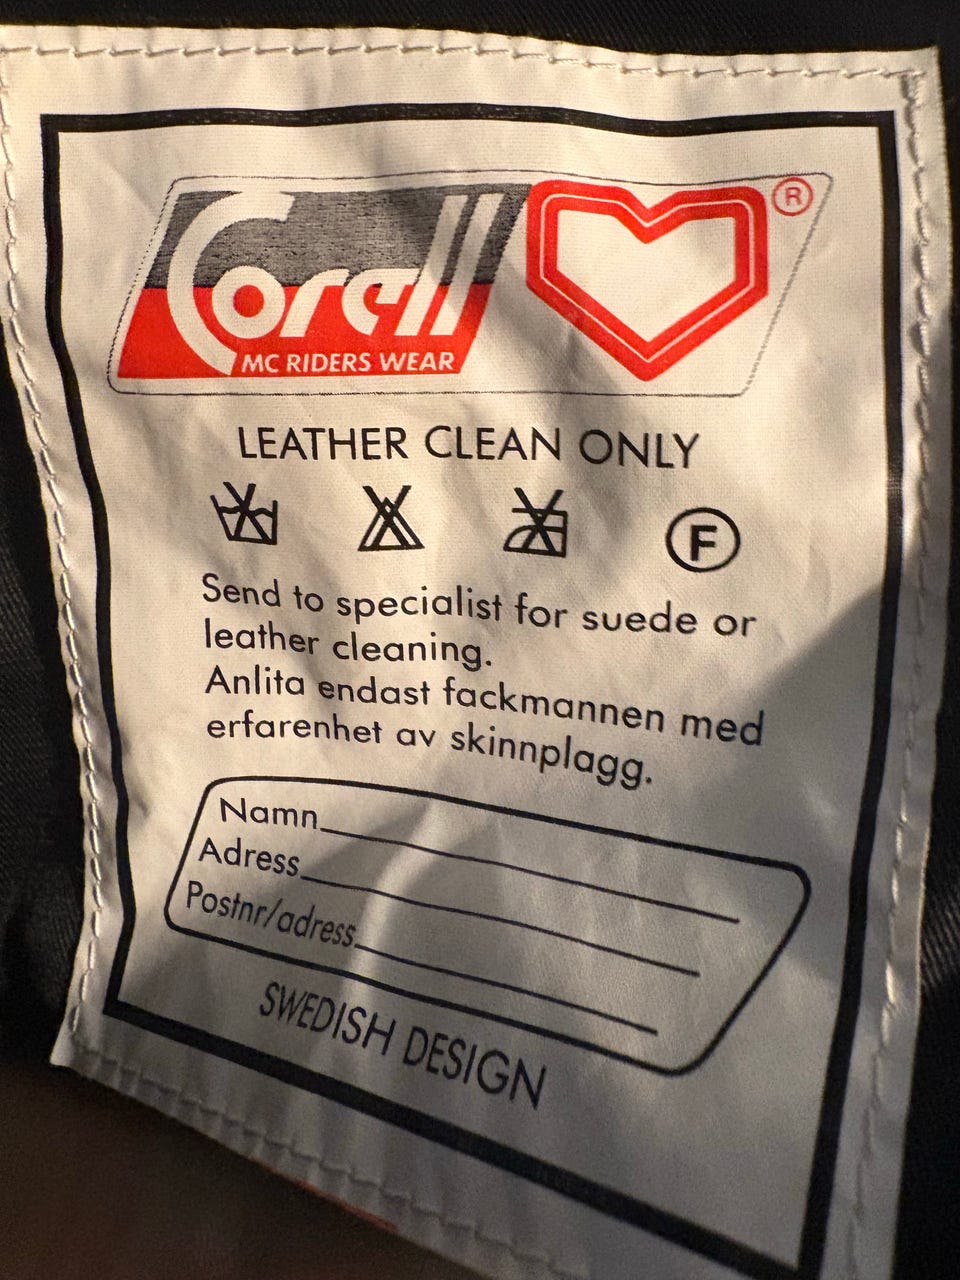 Corell
MC RIDERS WEAR
®
LEATHER CLEAN ONLY
F
Send to specialist for suede or
leather cleaning.
Anlita endast fackmannen med
erfarenhet av skinnplagg.
Namn
Adress
Postnr/adress
SWEDISH DESIGN